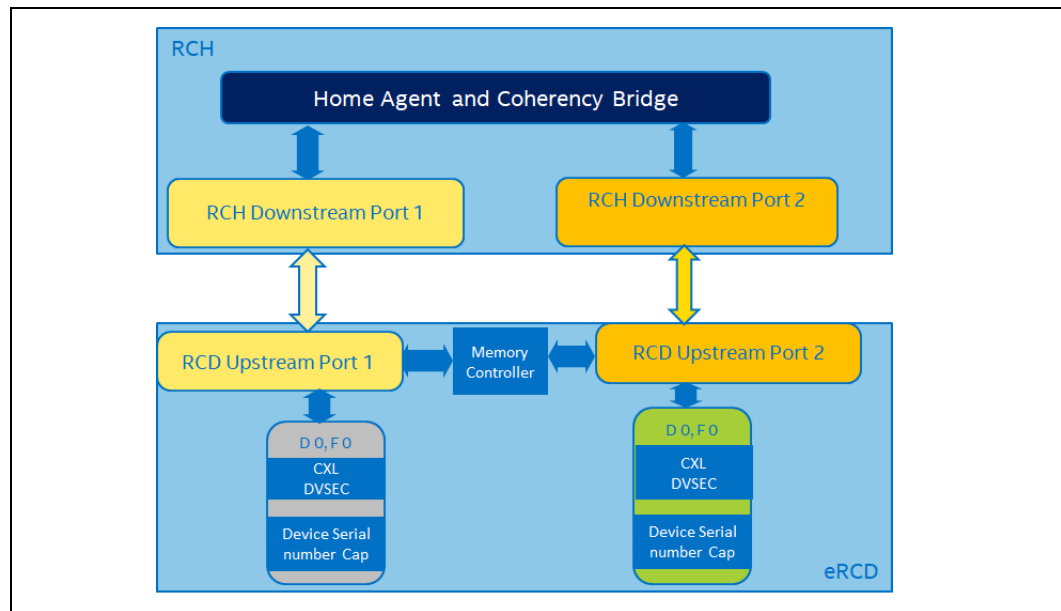 RCH
Home Agent and Coherency Bridge
RCH Downstream Port 1
RCH Downstream Port 2
RCD Upstream Port 1
Memory
Controller
RCD Upstream Port 2
D 0, F 0
CXL
DVSEC
Device Serial
number Cap
D 0, F 0
CXL
DVSEC
Device Serial
number Cap
eRCD